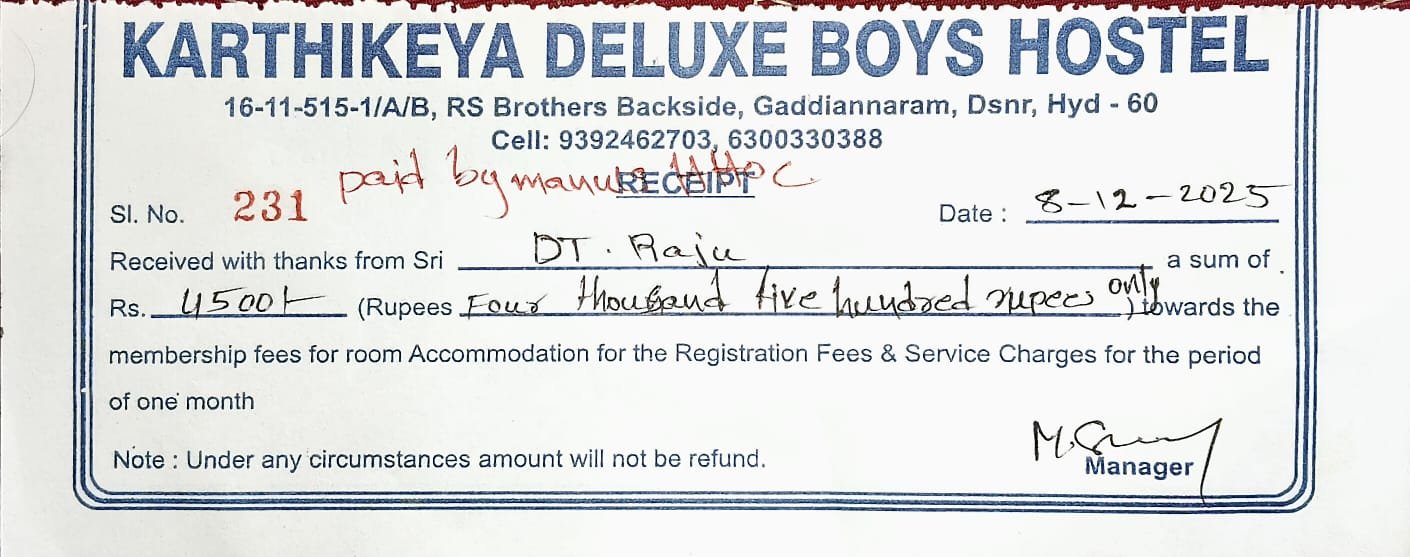 KARTHIKEYA DELUXE BOYS HOSTEL
16-11-515-1/A/B, RS Brothers Backside, Gaddiannaram, Dsnr, Hyd - 60
Cell: 9392462703, 6300330388
paid by
RECEIPT
Sl. No. 231 Date : 8-12-2025
Received with thanks from Sri DT. Raju a sum of
Rs. 4500/- (Rupees Four thousand five hundred rupees only) towards the
membership fees for room Accommodation for the Registration Fees & Service Charges for the period
of one month
Note : Under any circumstances amount will not be refund.
Manager